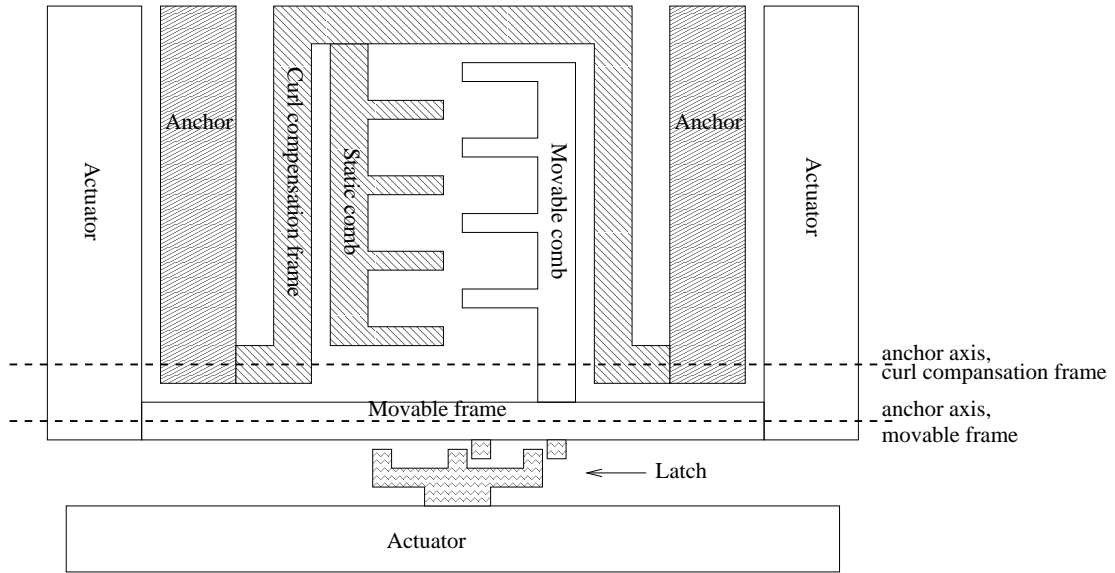 Anchor
Anchor
Actuator
Curl compensation frame
Static comb
Movable comb
Actuator
anchor axis,
curl compansation frame
Movable frame
anchor axis,
movable frame
Latch
Actuator